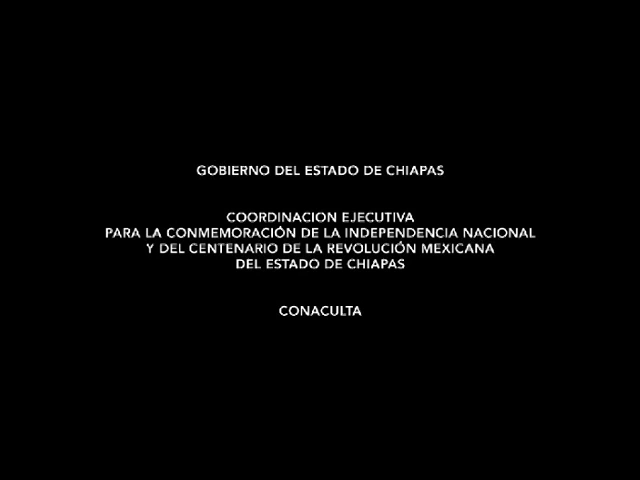 GOBIERNO DEL ESTADO DE CHIAPAS
COORDINACION EJECUTIVA
PARA LA CONMEMORACIÓN DE LA INDEPENDENCIA NACIONAL
Y DEL CENTENARIO DE LA REVOLUCIÓN MEXICANA
DEL ESTADO DE CHIAPAS
CONACULTA